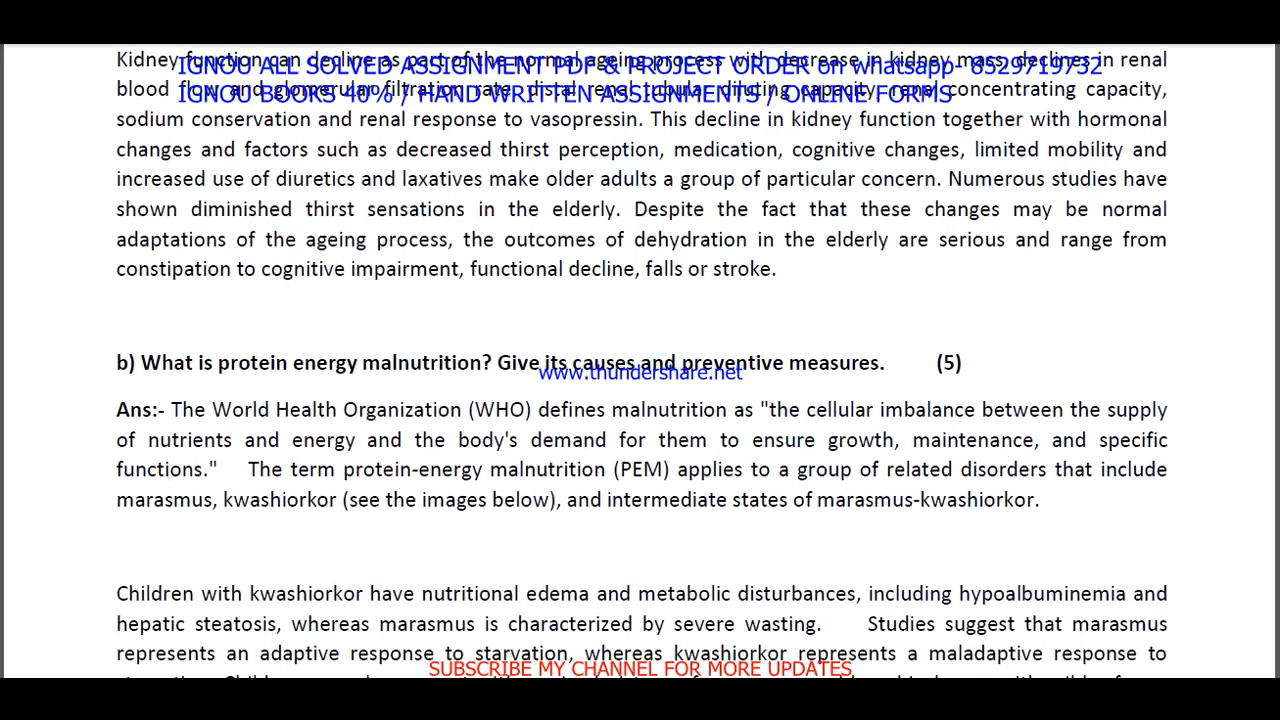 Kidney function can decline as part of the normal ageing process with decrease in kidney mass, declines in renal
IGNOU ALL SOLVED ASSIGNMENT PDF & PROJECT ORDER on whatsapp- 8529719732
blood flow and glomerular filtration rate, distal renal tubular diluting capacity, renal concentrating capacity,
IGNOU BOOKS 40% / HAND WRITTEN ASSIGNMENTS / ONLINE FORMS
sodium conservation and renal response to vasopressin. This decline in kidney function together with hormonal
changes and factors such as decreased thirst perception, medication, cognitive changes, limited mobility and
increased use of diuretics and laxatives make older adults a group of particular concern. Numerous studies have
shown diminished thirst sensations in the elderly. Despite the fact that these changes may be normal
adaptations of the ageing process, the outcomes of dehydration in the elderly are serious and range from
constipation to cognitive impairment, functional decline, falls or stroke.
b) What is protein energy malnutrition? Give its causes and preventive measures. (5)
www.thundershare.net
Ans:- The World Health Organization (WHO) defines malnutrition as "the cellular imbalance between the supply
of nutrients and energy and the body's demand for them to ensure growth, maintenance, and specific
functions." The term protein-energy malnutrition (PEM) applies to a group of related disorders that include
marasmus, kwashiorkor (see the images below), and intermediate states of marasmus-kwashiorkor.
Children with kwashiorkor have nutritional edema and metabolic disturbances, including hypoalbuminemia and
hepatic steatosis, whereas marasmus is characterized by severe wasting. Studies suggest that marasmus
represents an adaptive response to starvation, whereas kwashiorkor represents a maladaptive response to
SUBSCRIBE MY CHANNEL FOR MORE UPDATES